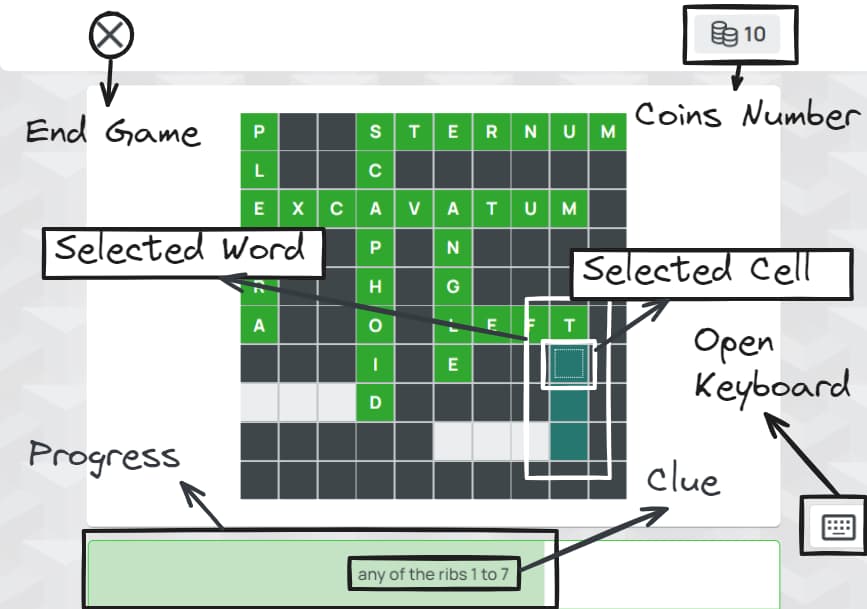 10
Coins Number
End Game
P S T E R N U M
L C
E X C A V A T U M
Selected Word
P N
Selected Cell
R H G
A O L E F T
Open
Keyboard
I E
D
Progress
Clue
any of the ribs 1 to 7